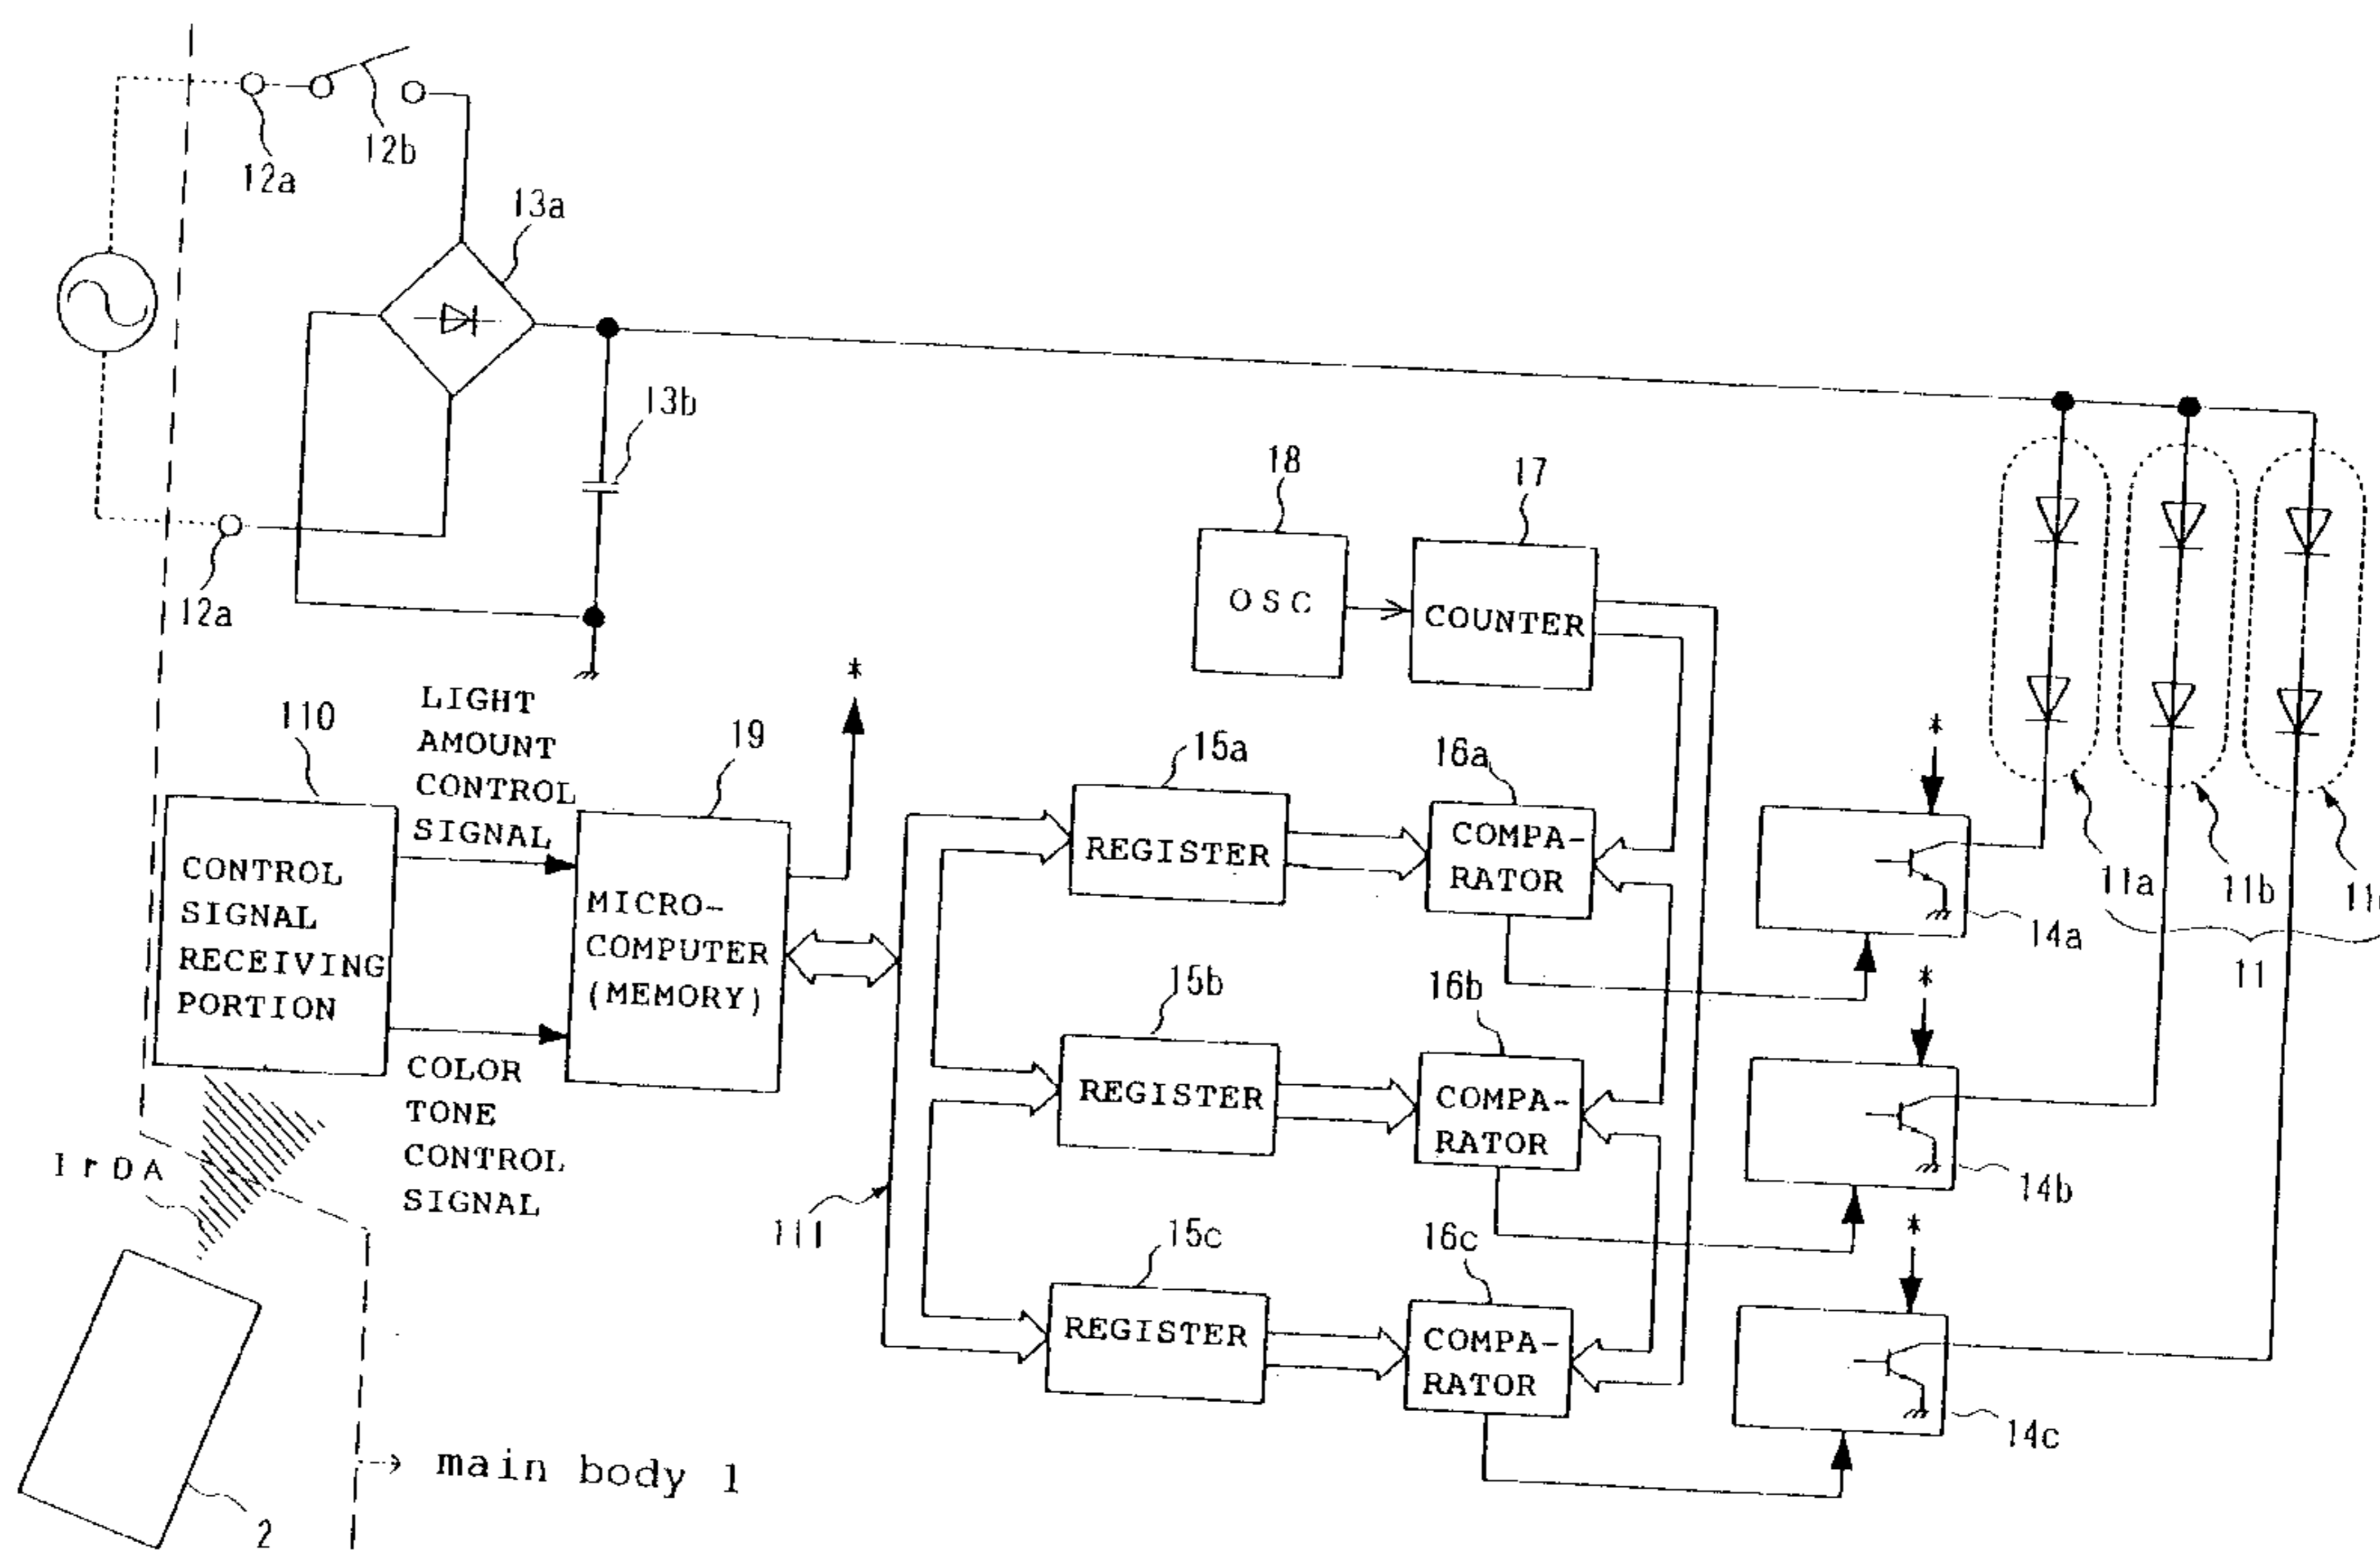 12a
12b
13a
13b
12a
18
17
OSC
COUNTER
*
LIGHT
AMOUNT
CONTROL
SIGNAL
110
19
15a
16a
*
CONTROL
SIGNAL
RECEIVING
PORTION
MICRO-
COMPUTER
(MEMORY)
REGISTER
COMPA-
RATOR
11a
11b
14a
11
15b
16b
*
COLOR
TONE
CONTROL
SIGNAL
IrDA
REGISTER
COMPA-
RATOR
14b
111
15c
16c
*
REGISTER
COMPA-
RATOR
14c
main body 1
2